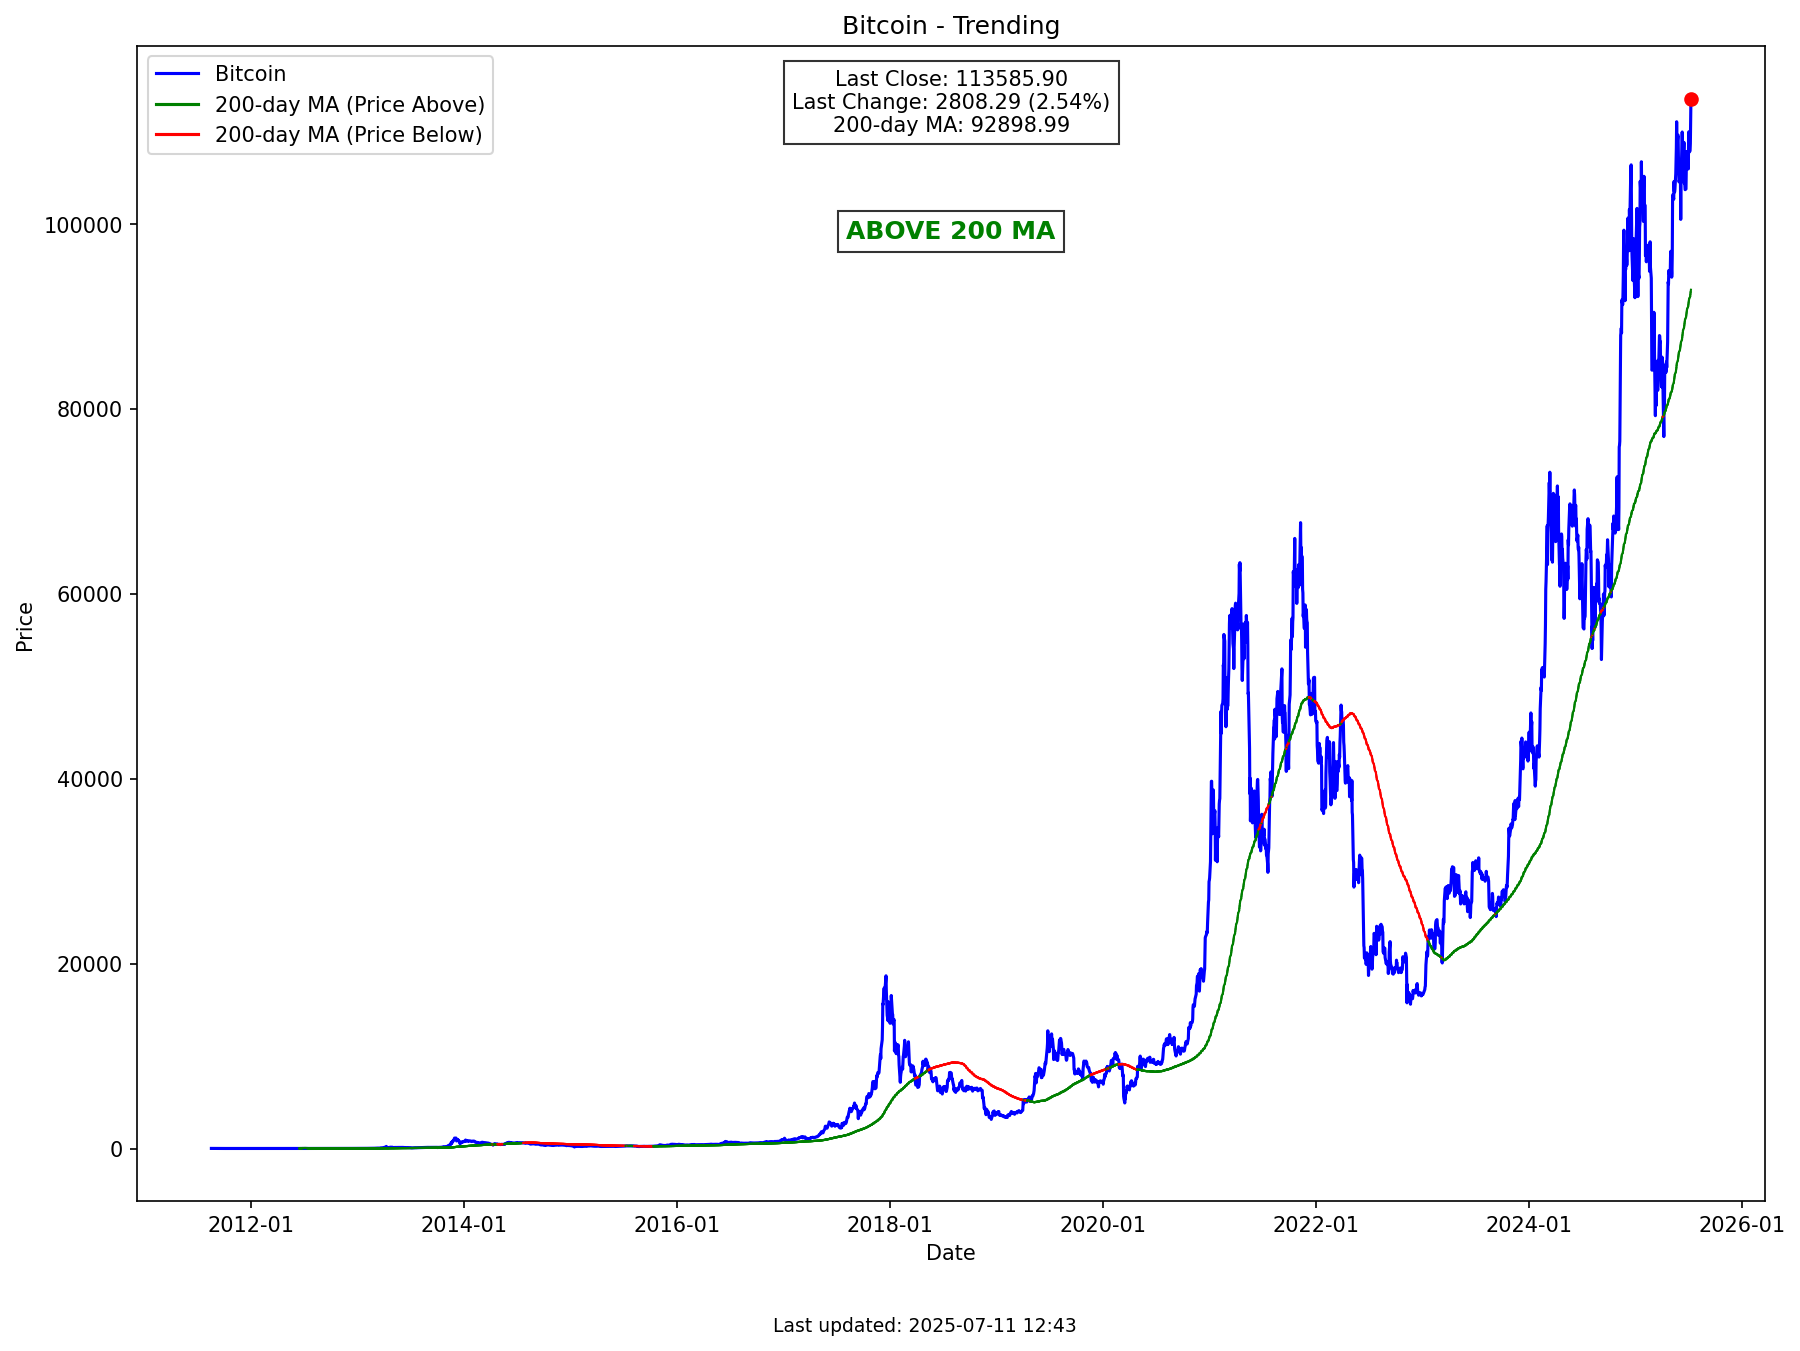 Bitcoin - Trending
Bitcoin
200-day MA (Price Above)
200-day MA (Price Below)
Last Close: 113585.90
Last Change: 2808.29 (2.54%)
200-day MA: 92898.99
ABOVE 200 MA
Price
100000
80000
60000
40000
20000
0
2012-01
2014-01
2016-01
2018-01
2020-01
2022-01
2024-01
2026-01
Date
Last updated: 2025-07-11 12:43